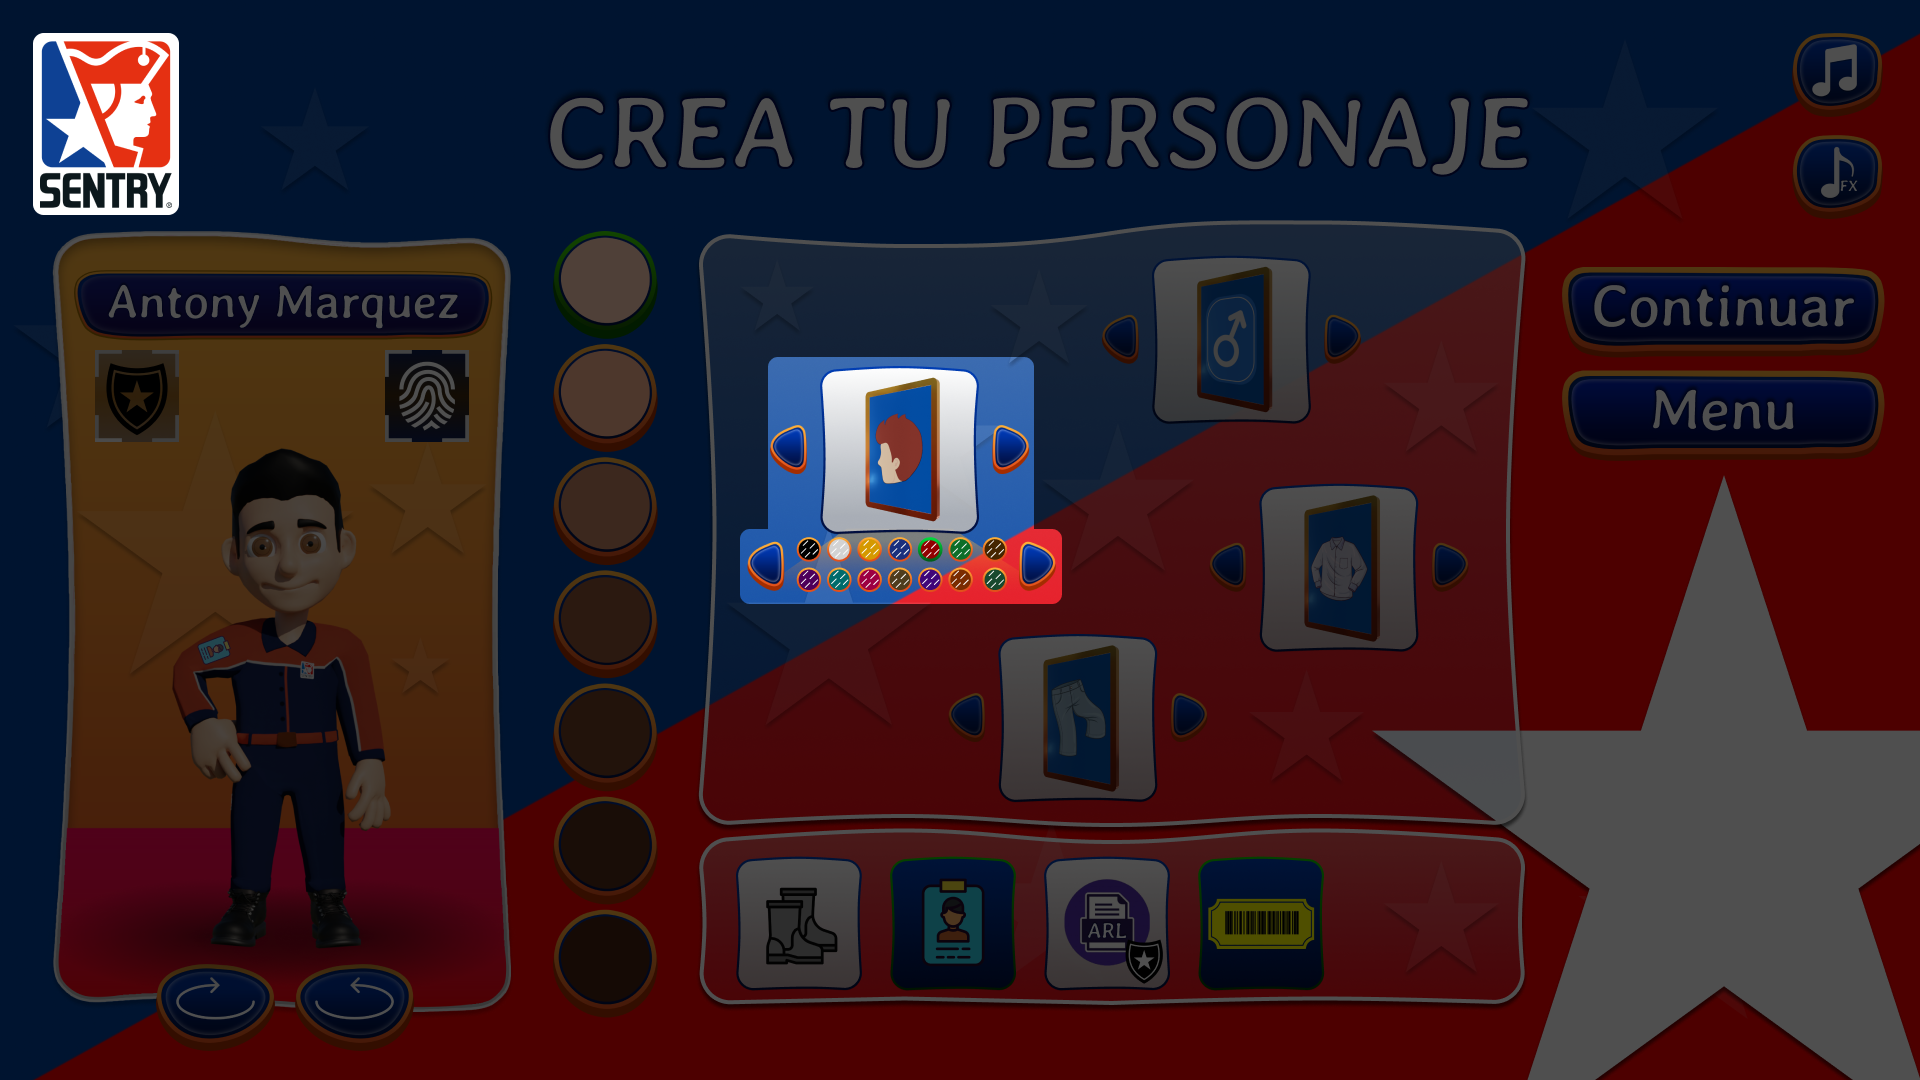 SENTRY®
CREA TU PERSONAJE
FX
Antony Marquez
Continuar
Menu
ARL